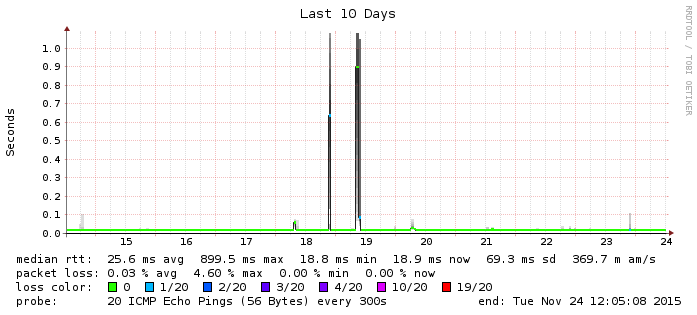 Last 10 Days
RRDTOOL / TOBI OETIKER
Seconds
1.0
0.9
0.8
0.7
0.6
0.5
0.4
0.3
0.2
0.1
0.0
15 16 17 18 19 20 21 22 23 24
median rtt: 25.6 ms avg 899.5 ms max 18.8 ms min 18.9 ms now 69.3 ms sd 369.7 m am/s
packet loss: 0.03 % avg 4.60 % max 0.00 % min 0.00 % now
loss color: 0 1/20 2/20 3/20 4/20 10/20 19/20
probe: 20 ICMP Echo Pings (56 Bytes) every 300s end: Tue Nov 24 12:05:08 2015